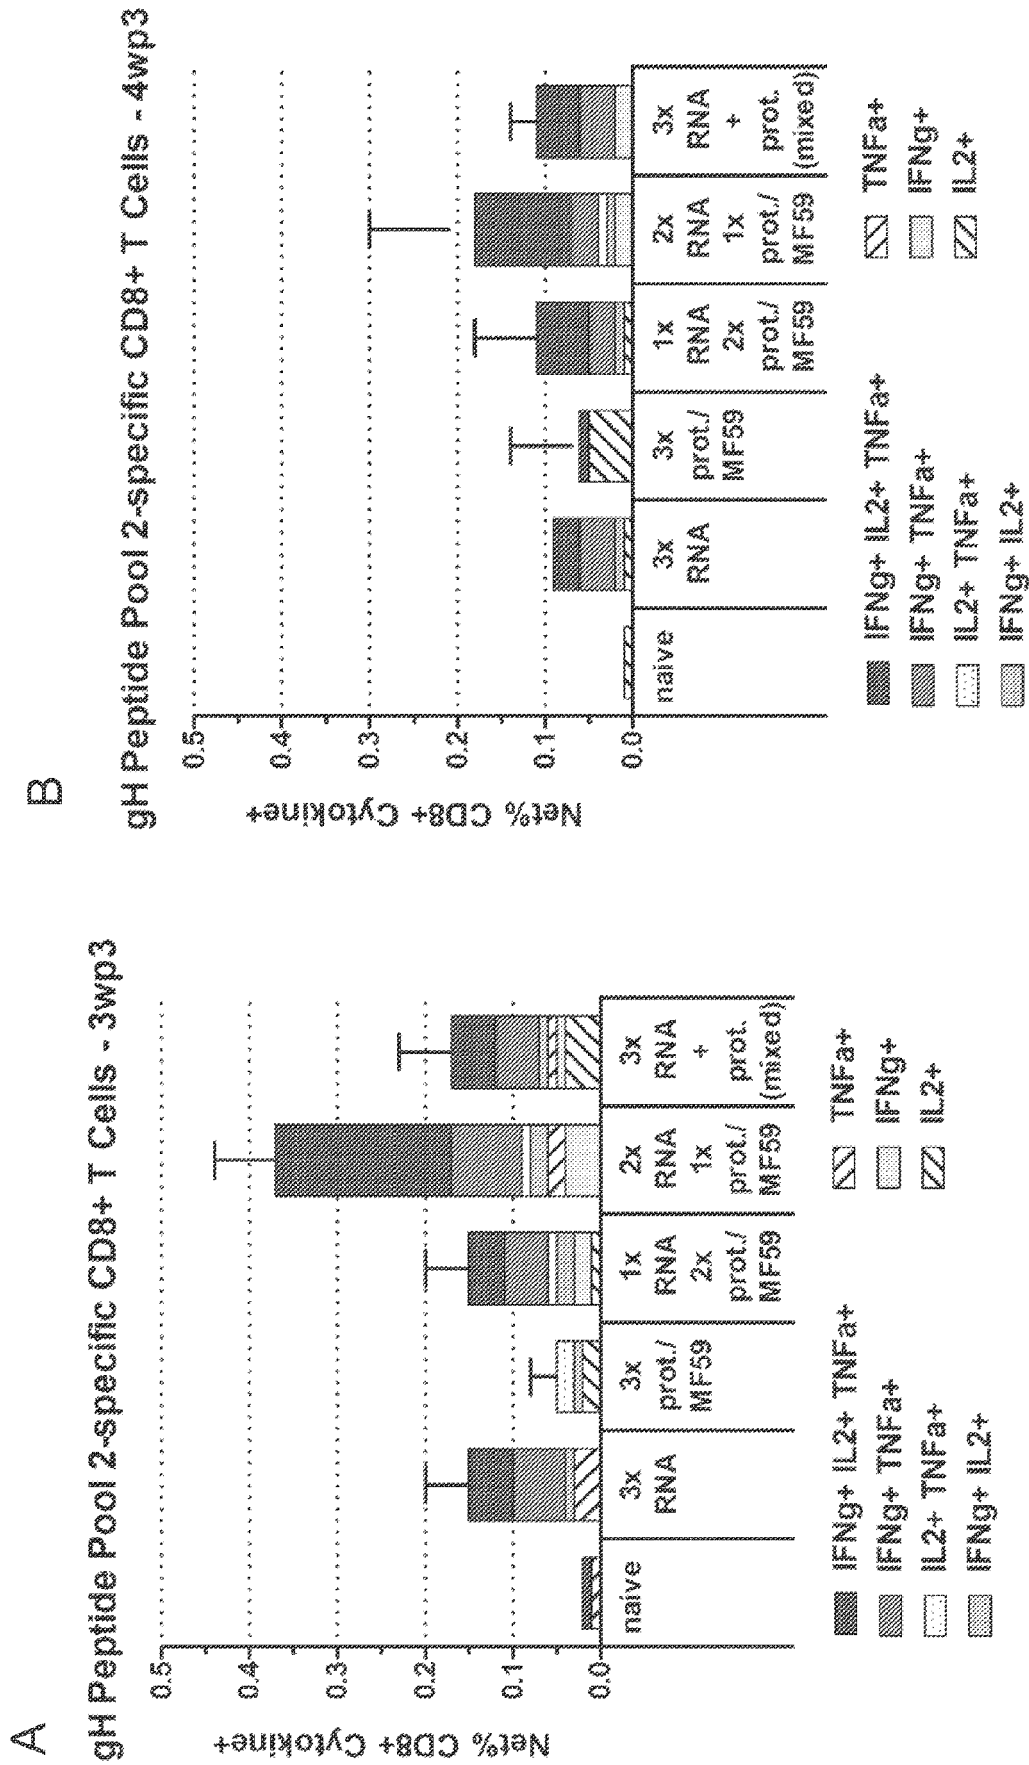 A
gH Peptide Pool 2-specific CD8+ T Cells - 3wp3
Net% CD8+ Cytokine+
0.5
0.4
0.3
0.2
0.1
0.0
naive
3x
RNA
3x
prot./
MF59
1x
RNA
2x
prot./
MF59
2x
RNA
1x
prot./
MF59
3x
RNA
+
prot.
(mixed)
IFNg+ IL2+ TNFa+
IFNg+ TNFa+
IL2+ TNFa+
IFNg+ IL2+
TNFa+
IFNg+
IL2+
B
gH Peptide Pool 2-specific CD8+ T Cells - 4wp3
Net% CD8+ Cytokine+
0.5
0.4
0.3
0.2
0.1
0.0
naive
3x
RNA
3x
prot./
MF59
1x
RNA
2x
prot./
MF59
2x
RNA
1x
prot./
MF59
3x
RNA
+
prot.
(mixed)
IFNg+ IL2+ TNFa+
IFNg+ TNFa+
IL2+ TNFa+
IFNg+ IL2+
TNFa+
IFNg+
IL2+